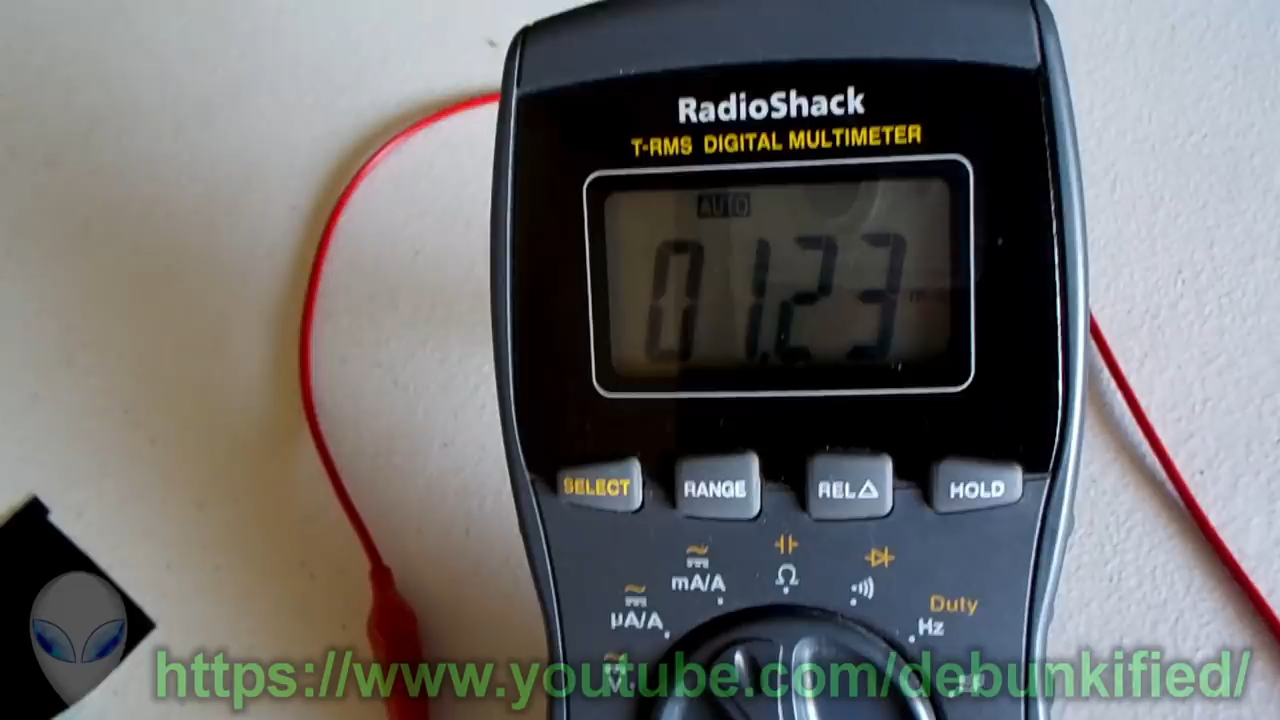 RadioShack
T-RMS DIGITAL MULTIMETER
AUTO
01.23
SELECT RANGE REL△ HOLD
mA/A Ω
μA/A
Duty
Hz
V
https://www.youtube.com/debunkified/